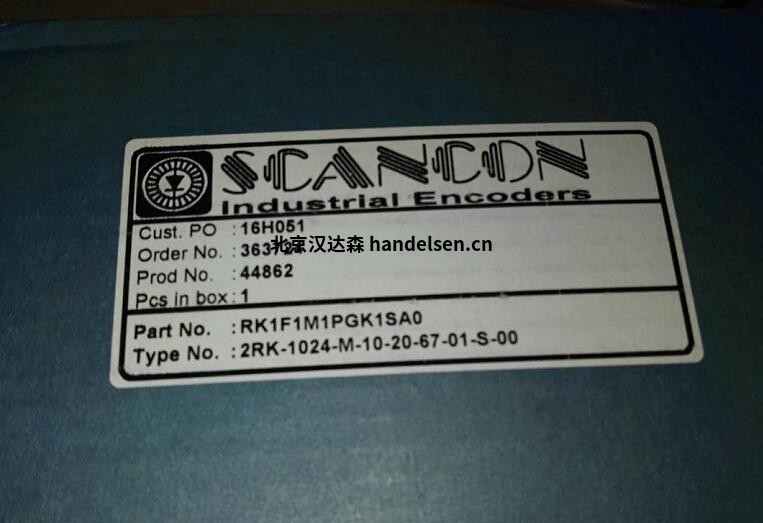 SCANCON
Industrial Encoders
Cust. PO : 16H051
Order No. :
Prod No. : 44862
Pcs in box : 1
Part No. : RK1F1M1PGK1SA0
Type No. : 2RK-1024-M-10-20-67-01-S-00
北京汉达森 handelsen.cn